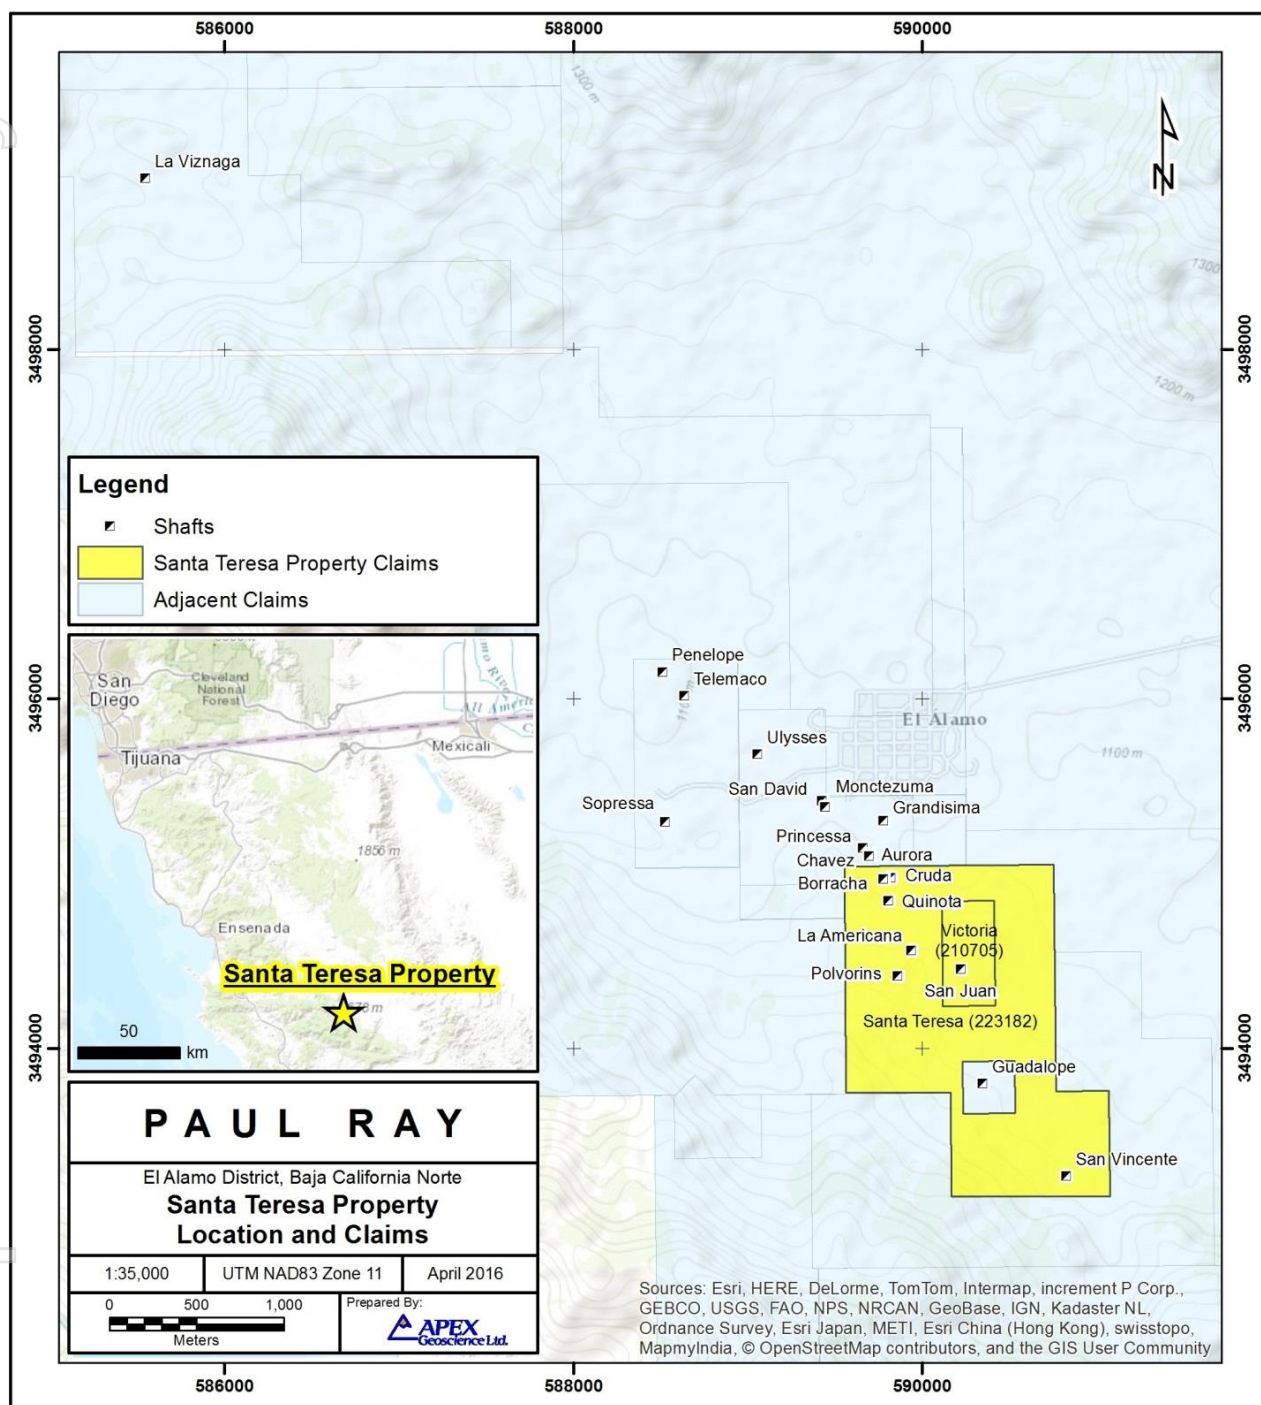 586000
588000
590000
1300 m
La Viznaga
N
1300
3498000
3498000
1200 m
Legend
Shafts
Santa Teresa Property Claims
Adjacent Claims
Penelope
Telemaco
3496000
3496000
El Álamo
Ulysses
1100 m
San David
Monctezuma
Sopressa
Grandisima
Princessa
Chavez
Aurora
Borracha
Cruda
Quinota
La Americana
Victoria
(210705)
Polvorins
San Juan
Santa Teresa (223182)
3494000
3494000
Guadalope
San Vincente
San
Diego
Cleveland
National
Forest
All Ameri
Tijuana
Mexicali
1856 m
Ensenada
Santa Teresa Property
50
km
PAUL RAY
El Alamo District, Baja California Norte
Santa Teresa Property
Location and Claims
1:35,000
UTM NAD83 Zone 11
April 2016
0 500 1,000
Meters
Prepared By:
APEX
Geoscience Ltd.
Sources: Esri, HERE, DeLorme, TomTom, Intermap, increment P Corp.,
GEBCO, USGS, FAO, NPS, NRCAN, GeoBase, IGN, Kadaster NL,
Ordnance Survey, Esri Japan, METI, Esri China (Hong Kong), swisstopo,
MapmyIndia, © OpenStreetMap contributors, and the GIS User Community
586000
588000
590000